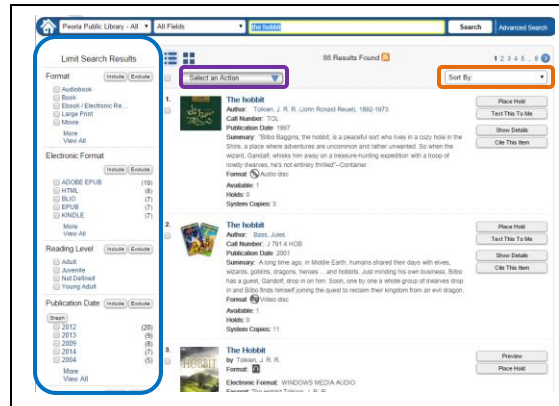 Peoria Public Library - All
All Fields
the hobbit
Search
Advanced Search
Limit Search Results
88 Results Found
1 2 3 4 5 .. 8
Select an Action
Sort By:
Format
Include Exclude
Audiobook
Book
Ebook / Electronic Re...
Large Print
Movie
More
View All
Electronic Format
Include Exclude
ADOBE EPUB (10)
HTML (8)
BLIO (7)
EPUB (7)
KINDLE (7)
More
View All
Reading Level
Include Exclude
Adult
Juvenile
Not Defined
Young Adult
Publication Date
Include Exclude
Graph
2012 (20)
2013 (9)
2009 (8)
2014 (7)
2004 (5)
More
View All
1.
The hobbit
Author: Tolkien, J. R. R. (John Ronald Reuel), 1892-1973.
Call Number: TOL
Publication Date: 1997
Summary: "Bilbo Baggins, the hobbit, is a peaceful sort who lives in a cozy hole in the
Shire, a place where adventures are uncommon and rather unwanted. So when the
wizard, Gandalf, whisks him away on a treasure-hunting expedition with a troop of
rowdy dwarves, he's not entirely thrilled"--Container.
Format: Audio disc
Available: 1
Holds: 0
System Copies: 3
Place Hold
Text This To Me
Show Details
Cite This Item
2.
The hobbit
Author: Bass, Jules.
Call Number: J 791.4 HOB
Publication Date: 2001
Summary: A long time ago, in Middle Earth, humans shared their days with elves,
wizards, goblins, dragons, heroes ... and hobbits. Just minding his own business, Bilbo
has a guest, Gandolf, drop in on him. Soon, one by one a whole group of dwarves drop
in and Bilbo finds himself joining the quest to reclaim their kingdom from an evil dragon.
Format: Video disc
Available: 1
Holds: 0
System Copies: 11
Place Hold
Text This To Me
Show Details
Cite This Item
3.
The Hobbit
by Tolkien, J. R. R.
Format:
Electronic Format: WINDOWS MEDIA AUDIO
Preview
Place Hold
HOBBIT